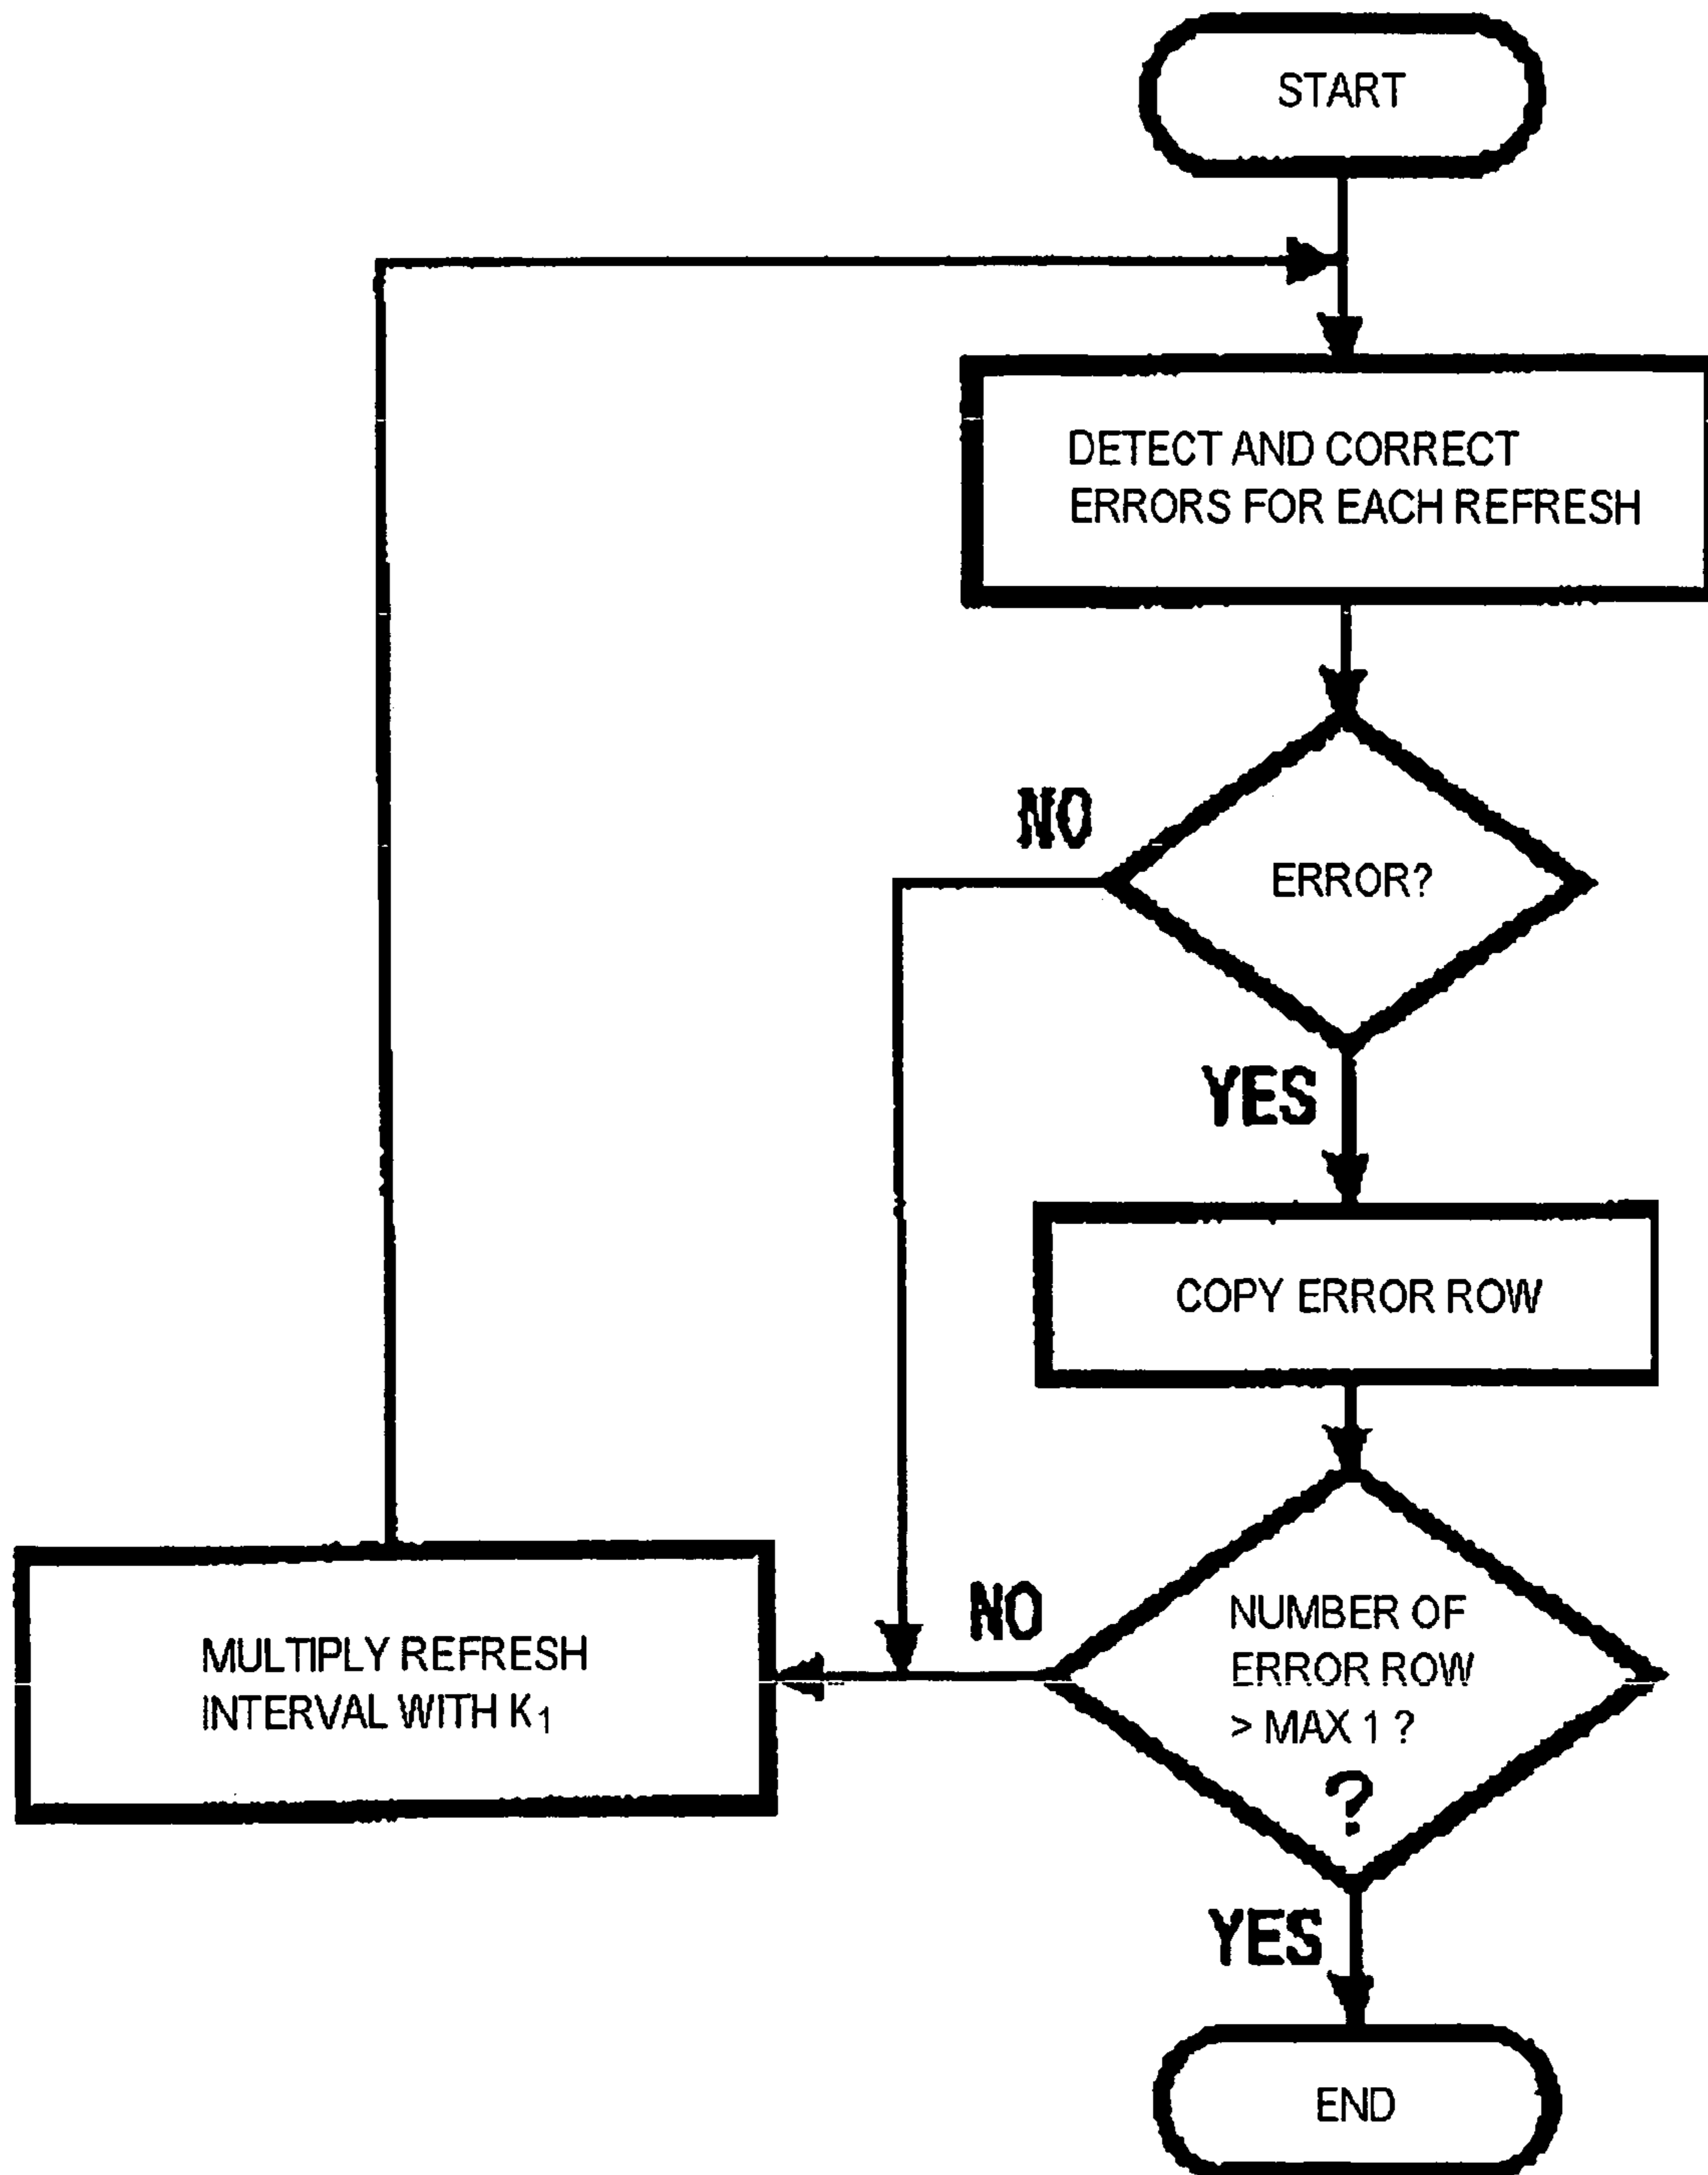 START
DETECT AND CORRECT
ERRORS FOR EACH REFRESH
NO
ERROR?
YES
COPY ERROR ROW
NO
NUMBER OF
ERROR ROW
> MAX 1 ?
?
MULTIPLY REFRESH
INTERVAL WITH K₁
YES
END